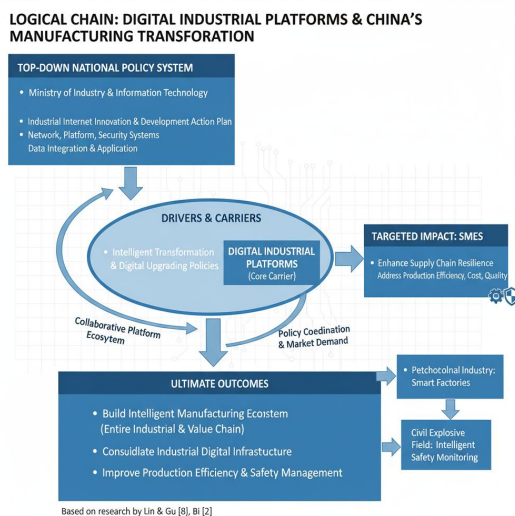 LOGICAL CHAIN: DIGITAL INDUSTRIAL PLATFORMS & CHINA'S
MANUFACTURING TRANSFORATION
TOP-DOWN NATIONAL POLICY SYSTEM
• Ministry of Industry & Information Technology
• Industrial Internet Innovation & Development Action Plan
• Network, Platform, Security Systems
Data Integration & Application
DRIVERS & CARRIERS
• Intelligent Transformation
& Digital Upgrading Policies
DIGITAL INDUSTRIAL
PLATFORMS
(Core Carrier)
TARGETED IMPACT: SMES
• Enhance Supply Chain Resilience
Address Production Efficiency, Cost, Quality
Collaborative Platform
Ecosytem
Policy Coedination
& Market Demand
ULTIMATE OUTCOMES
• Build Intelligent Manufacturing Ecostem
(Entire Industrial & Value Chain)
• Consuidlate Industrial Digital Infrastucture
• Improve Production Efficiency & Safety Management
• Petchocolnal Industry:
Smart Factories
Civil Explosive
Field: Intelligent
Safety Monitoring
Based on research by Lin & Gu [8], Bi [2]